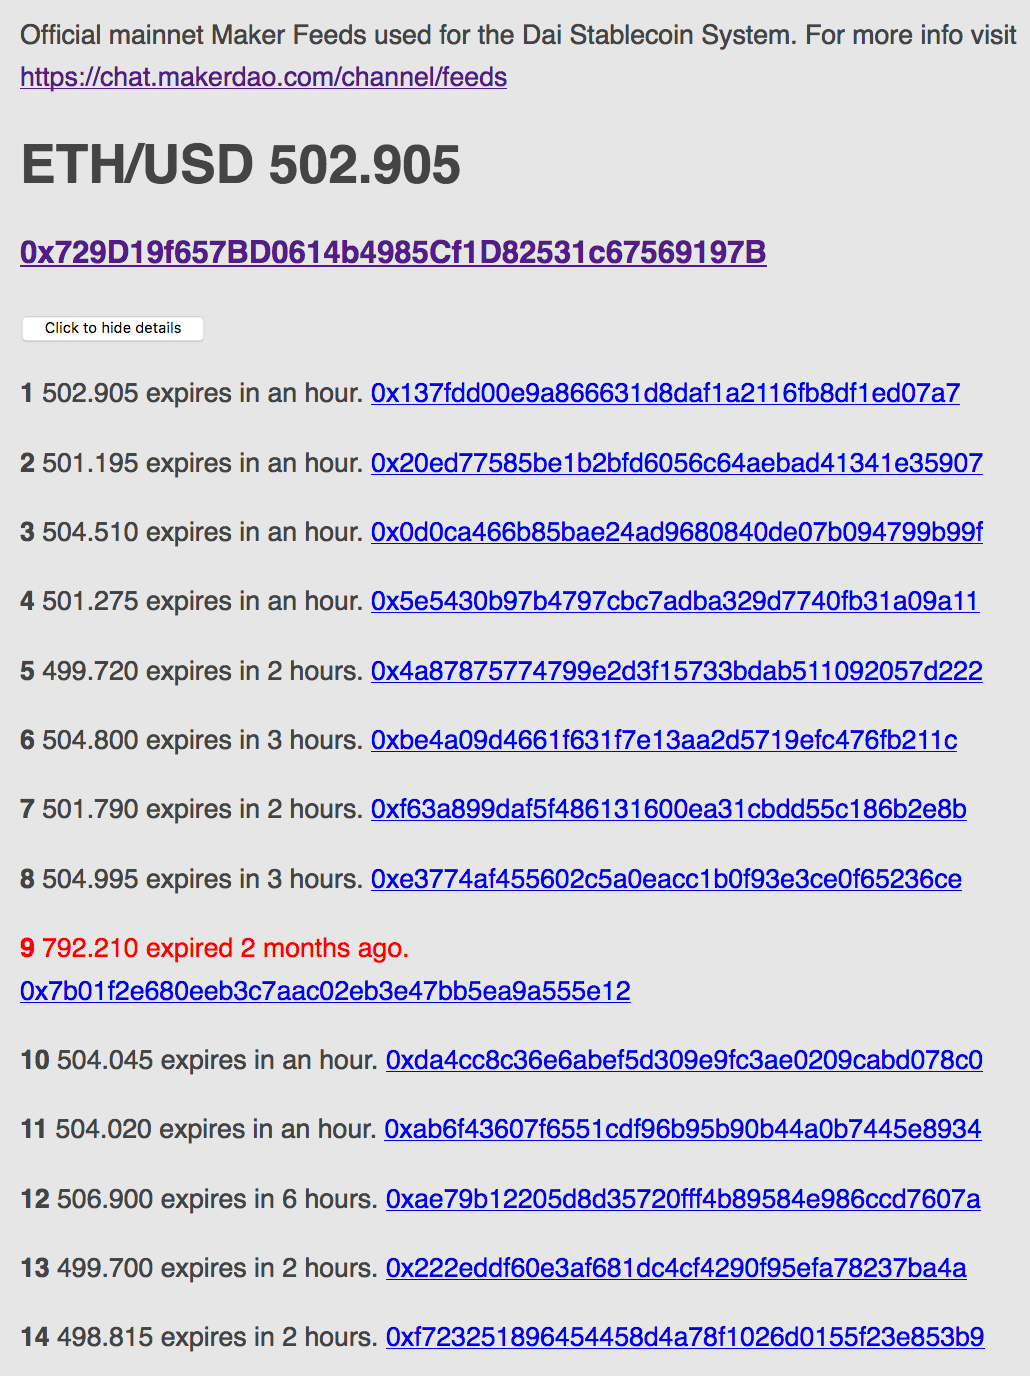 Official mainnet Maker Feeds used for the Dai Stablecoin System. For more info visit
https://chat.makerdao.com/channel/feeds
ETH/USD 502.905
0x729D19f657BD0614b4985Cf1D82531c67569197B
Click to hide details
1 502.905 expires in an hour. 0x137fdd00e9a866631d8daf1a2116fb8df1ed07a7
2 501.195 expires in an hour. 0x20ed77585be1b2bfd6056c64aebad41341e35907
3 504.510 expires in an hour. 0x0d0ca466b85bae24ad9680840de07b094799b99f
4 501.275 expires in an hour. 0x5e5430b97b4797cbc7adba329d7740fb31a09a11
5 499.720 expires in 2 hours. 0x4a87875774799e2d3f15733bdab511092057d222
6 504.800 expires in 3 hours. 0xbe4a09d4661f631f7e13aa2d5719efc476fb211c
7 501.790 expires in 2 hours. 0xf63a899daf5f486131600ea31cbdd55c186b2e8b
8 504.995 expires in 3 hours. 0xe3774af455602c5a0eacc1b0f93e3ce0f65236ce
9 792.210 expired 2 months ago.
0x7b01f2e680eeb3c7aac02eb3e47bb5ea9a555e12
10 504.045 expires in an hour. 0xda4cc8c36e6abef5d309e9fc3ae0209cabd078c0
11 504.020 expires in an hour. 0xab6f43607f6551cdf96b95b90b44a0b7445e8934
12 506.900 expires in 6 hours. 0xae79b12205d8d35720fff4b89584e986ccd7607a
13 499.700 expires in 2 hours. 0x222eddf60e3af681dc4cf4290f95efa78237ba4a
14 498.815 expires in 2 hours. 0xf723251896454458d4a78f1026d0155f23e853b9